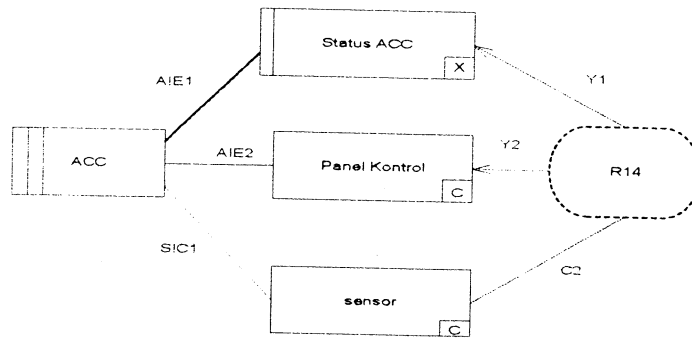 Status ACC
X
A!E1
Y1
ACC
A!E2
Panel Kontrol
C
Y2
R14
S!C1
sensor
C
C2